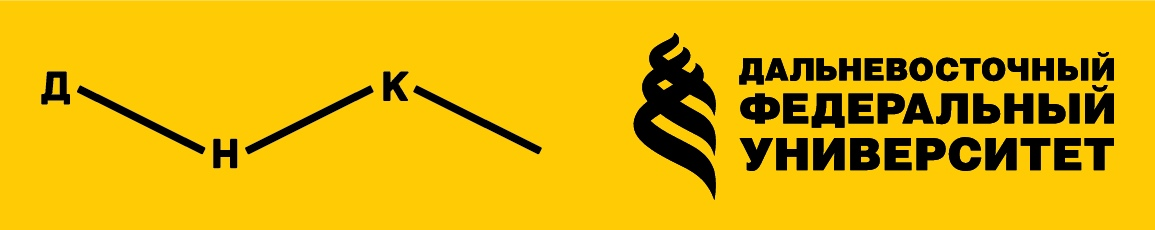 Д
Н
К
ДАЛЬНЕВОСТОЧНЫЙ
ФЕДЕРАЛЬНЫЙ
УНИВЕРСИТЕТ